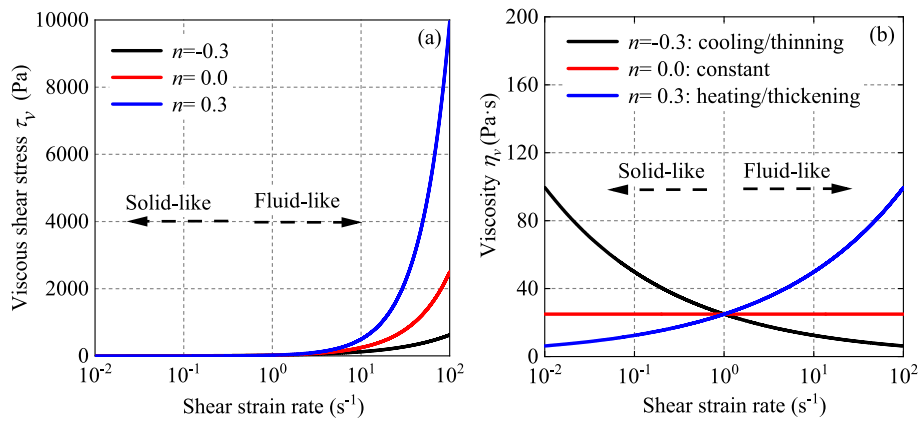 (a)
n=-0.3
n= 0.0
n= 0.3
Solid-like
Fluid-like
10000
8000
6000
4000
2000
0
10⁻²
10⁻¹
10⁰
10¹
10²
Viscous shear stress τᵥ (Pa)
Shear strain rate (s⁻¹)
(b)
n=-0.3: cooling/thinning
n= 0.0: constant
n= 0.3: heating/thickening
Solid-like
Fluid-like
200
160
120
80
40
0
10⁻²
10⁻¹
10⁰
10¹
10²
Viscosity ηᵥ (Pa·s)
Shear strain rate (s⁻¹)